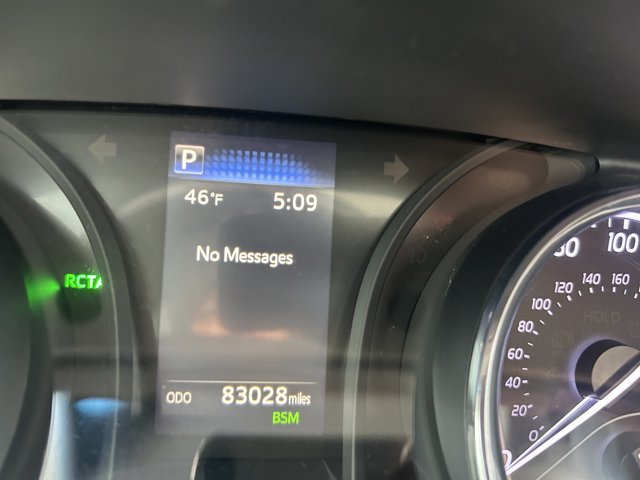 P
46°F 5:09
No Messages
RCTA
ODO 83028 miles
BSM
80 100
120 140 160
100
80
60
40
20
0
HOLD